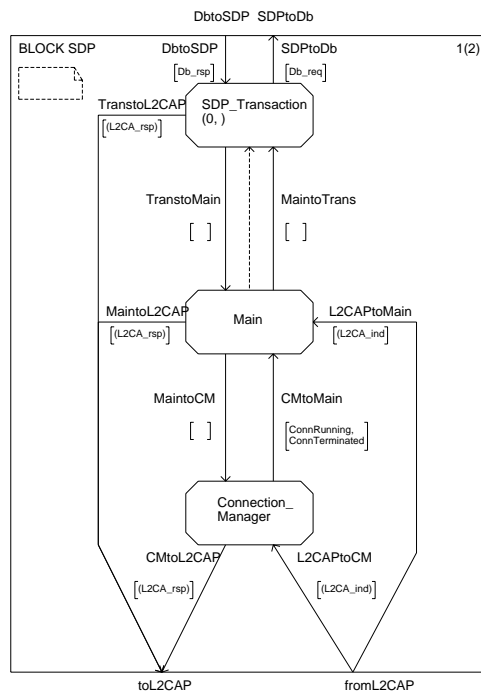 DbtoSDP SDPtoDb
BLOCK SDP DbtoSDP SDPtoDb 1(2)
[Db_rsp] [Db_req]
TranstoL2CAP SDP_Transaction
[(L2CA_rsp)] (0, )
TranstoMain MaintoTrans
[ ] [ ]
MaintoL2CAP Main L2CAPtoMain
[(L2CA_rsp)] [(L2CA_ind)]
MaintoCM CMtoMain
[ ] [ConnRunning,
ConnTerminated]
Connection_
Manager
CMtoL2CAP L2CAPtoCM
[(L2CA_rsp)] [(L2CA_ind)]
toL2CAP fromL2CAP